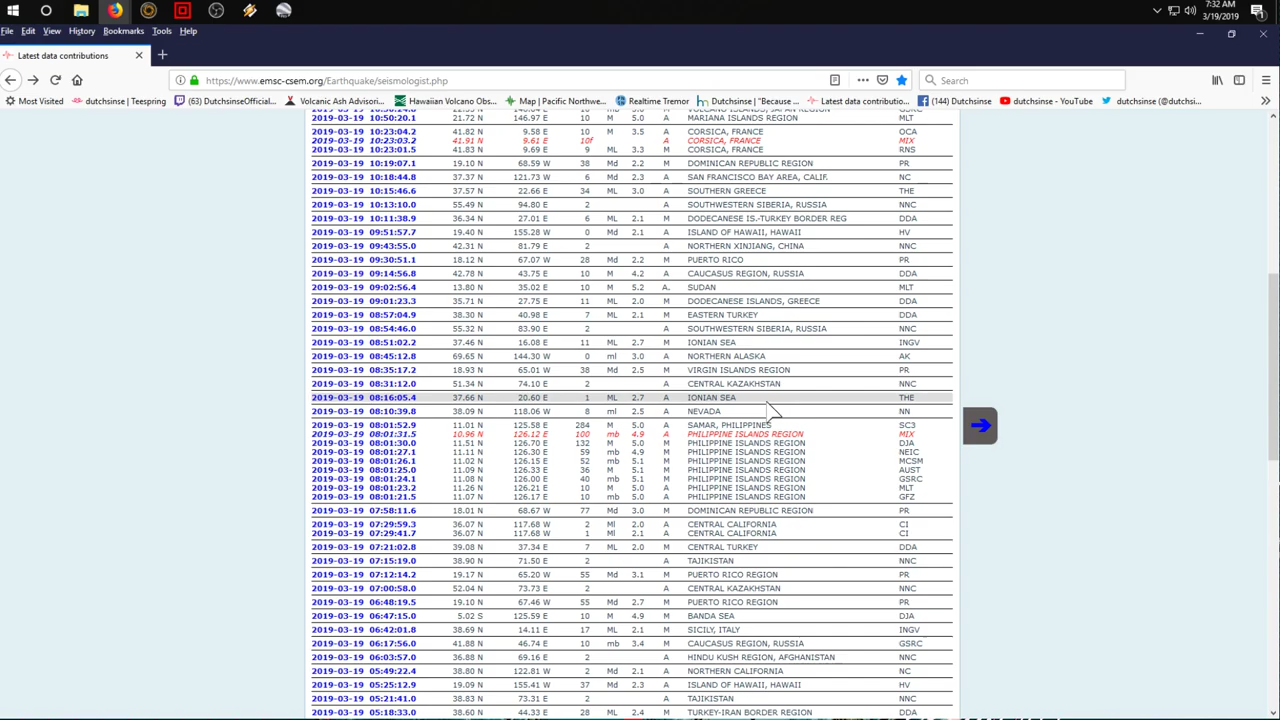 7:32 AM
3/19/2019
File Edit View History Bookmarks Tools Help
Latest data contributions
https://www.emsc-csem.org/Earthquake/seismologist.php
Search
Most Visited dutchsinse | Teespring (63) DutchsinseOfficial... Volcanic Ash Advisori... Hawaiian Volcano Obs... Map | Pacific Northwe... Realtime Tremor Dutchsinse | "Because ... Latest data contributio... (144) Dutchsinse dutchsinse - YouTube dutchsinse (@dutchsi...
2019-03-19 10:50:20.1 21.72 N 146.97 E 10 M 5.0 A MARIANA ISLANDS REGION MLT
2019-03-19 10:23:04.2 41.82 N 9.58 E 10 M 3.5 A CORSICA, FRANCE OCA
2019-03-19 10:23:03.2 41.91 N 9.61 E 10f A CORSICA, FRANCE MIX
2019-03-19 10:23:01.5 41.83 N 9.69 E 9 ML 3.3 M CORSICA, FRANCE RNS
2019-03-19 10:19:07.1 19.10 N 68.59 W 38 Md 2.2 M DOMINICAN REPUBLIC REGION PR
2019-03-19 10:18:44.8 37.37 N 121.73 W 6 Md 2.3 A SAN FRANCISCO BAY AREA, CALIF. NC
2019-03-19 10:15:46.6 37.57 N 22.66 E 34 ML 3.0 A SOUTHERN GREECE THE
2019-03-19 10:13:10.0 55.49 N 94.80 E 2 A SOUTHWESTERN SIBERIA, RUSSIA NNC
2019-03-19 10:11:38.9 36.34 N 27.01 E 6 ML 2.1 M DODECANESE IS.-TURKEY BORDER REG DDA
2019-03-19 09:51:57.7 19.40 N 155.28 W 0 Md 2.1 A ISLAND OF HAWAII, HAWAII HV
2019-03-19 09:43:55.0 42.31 N 81.79 E 2 A NORTHERN XINJIANG, CHINA NNC
2019-03-19 09:30:51.1 18.12 N 67.07 W 28 Md 2.2 M PUERTO RICO PR
2019-03-19 09:14:56.8 42.78 N 43.75 E 10 M 4.2 A CAUCASUS REGION, RUSSIA DDA
2019-03-19 09:02:56.4 13.80 N 35.02 E 10 M 5.2 A. SUDAN MLT
2019-03-19 09:01:23.3 35.71 N 27.75 E 11 ML 2.0 M DODECANESE ISLANDS, GREECE DDA
2019-03-19 08:57:04.9 38.30 N 40.98 E 7 ML 2.1 M EASTERN TURKEY DDA
2019-03-19 08:54:46.0 55.32 N 83.90 E 2 A SOUTHWESTERN SIBERIA, RUSSIA NNC
2019-03-19 08:51:02.2 37.46 N 16.08 E 11 ML 2.7 M IONIAN SEA INGV
2019-03-19 08:45:12.8 69.65 N 144.30 W 0 ml 3.0 A NORTHERN ALASKA AK
2019-03-19 08:35:17.2 18.93 N 65.01 W 38 Md 2.5 M VIRGIN ISLANDS REGION PR
2019-03-19 08:31:12.0 51.34 N 74.10 E 2 A CENTRAL KAZAKHSTAN NNC
2019-03-19 08:16:05.4 37.66 N 20.60 E 1 ML 2.7 A IONIAN SEA THE
2019-03-19 08:10:39.8 38.09 N 118.06 W 8 ml 2.5 A NEVADA NN
2019-03-19 08:01:52.9 11.01 N 125.58 E 284 M 5.0 A SAMAR, PHILIPPINES SC3
2019-03-19 08:01:31.5 10.96 N 126.12 E 100 mb 4.9 A PHILIPPINE ISLANDS REGION MIX
2019-03-19 08:01:30.0 11.51 N 126.70 E 132 M 5.0 M PHILIPPINE ISLANDS REGION DJA
2019-03-19 08:01:27.1 11.11 N 126.30 E 59 mb 4.9 M PHILIPPINE ISLANDS REGION NEIC
2019-03-19 08:01:26.1 11.02 N 126.15 E 52 mb 5.1 M PHILIPPINE ISLANDS REGION MCSM
2019-03-19 08:01:25.0 11.09 N 126.33 E 36 M 5.1 M PHILIPPINE ISLANDS REGION AUST
2019-03-19 08:01:24.1 11.08 N 126.00 E 40 mb 5.1 M PHILIPPINE ISLANDS REGION GSRC
2019-03-19 08:01:23.2 11.26 N 126.21 E 10 M 5.0 A PHILIPPINE ISLANDS REGION MLT
2019-03-19 08:01:21.5 11.07 N 126.17 E 10 mb 5.0 A PHILIPPINE ISLANDS REGION GFZ
2019-03-19 07:58:11.6 18.01 N 68.67 W 77 Md 3.0 M DOMINICAN REPUBLIC REGION PR
2019-03-19 07:29:59.3 36.07 N 117.68 W 2 Ml 2.0 A CENTRAL CALIFORNIA CI
2019-03-19 07:29:41.7 36.07 N 117.68 W 1 Ml 2.1 A CENTRAL CALIFORNIA CI
2019-03-19 07:21:02.8 39.08 N 37.34 E 7 ML 2.0 M CENTRAL TURKEY DDA
2019-03-19 07:15:19.0 38.90 N 71.50 E 2 A TAJIKISTAN NNC
2019-03-19 07:12:14.2 19.17 N 65.20 W 55 Md 3.1 M PUERTO RICO REGION PR
2019-03-19 07:00:58.0 52.04 N 73.73 E 2 A CENTRAL KAZAKHSTAN NNC
2019-03-19 06:48:19.5 19.10 N 67.46 W 55 Md 2.7 M PUERTO RICO REGION PR
2019-03-19 06:47:15.0 5.02 S 125.59 E 10 M 4.9 M BANDA SEA DJA
2019-03-19 06:42:01.8 38.69 N 14.11 E 17 ML 2.1 M SICILY, ITALY INGV
2019-03-19 06:17:56.0 41.88 N 46.74 E 10 mb 3.4 M CAUCASUS REGION, RUSSIA GSRC
2019-03-19 06:03:57.0 36.88 N 69.16 E 2 A HINDU KUSH REGION, AFGHANISTAN NNC
2019-03-19 05:49:22.4 38.80 N 122.81 W Md 2.1 A NORTHERN CALIFORNIA NC
2019-03-19 05:25:12.9 19.09 N 155.41 W 37 Md 2.3 A ISLAND OF HAWAII, HAWAII HV
2019-03-19 05:21:41.0 38.83 N 73.31 E 2 A TAJIKISTAN NNC
2019-03-19 05:18:33.0 38.60 N 44.33 E 28 ML 2.4 M TURKEY-IRAN BORDER REGION DDA